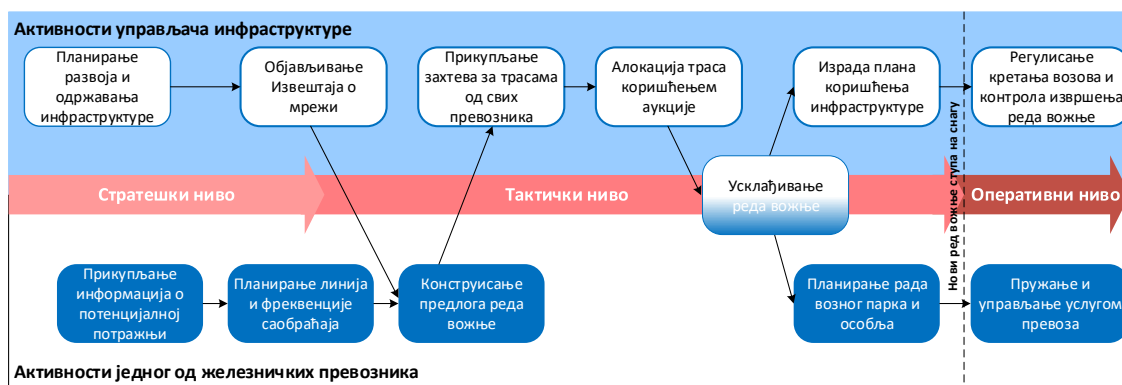 Активности управљача инфраструктуре
Планирање
развоја и
одржавања
инфраструктуре
Објављивање
Извештаја о
мрежи
Прикупљање
захтева за трасама
од свих
превозника
Алокација траса
коришћењем
аукције
Израда плана
коришћења
инфраструктуре
Регулисање
кретања возова и
контрола извршења
реда вожње
Стратешки ниво
Тактички ниво
Усклађивање
реда вожње
Нови ред вожње ступа на снагу
Оперативни ниво
Прикупљање
информација о
потенцијалној
потражњи
Планирање линија
и фреквенције
саобраћаја
Конструисање
предлога реда
вожње
Планирање рада
возног парка и
особља
Пружање и
управљање услугом
превоза
Активности једног од железничких превозника